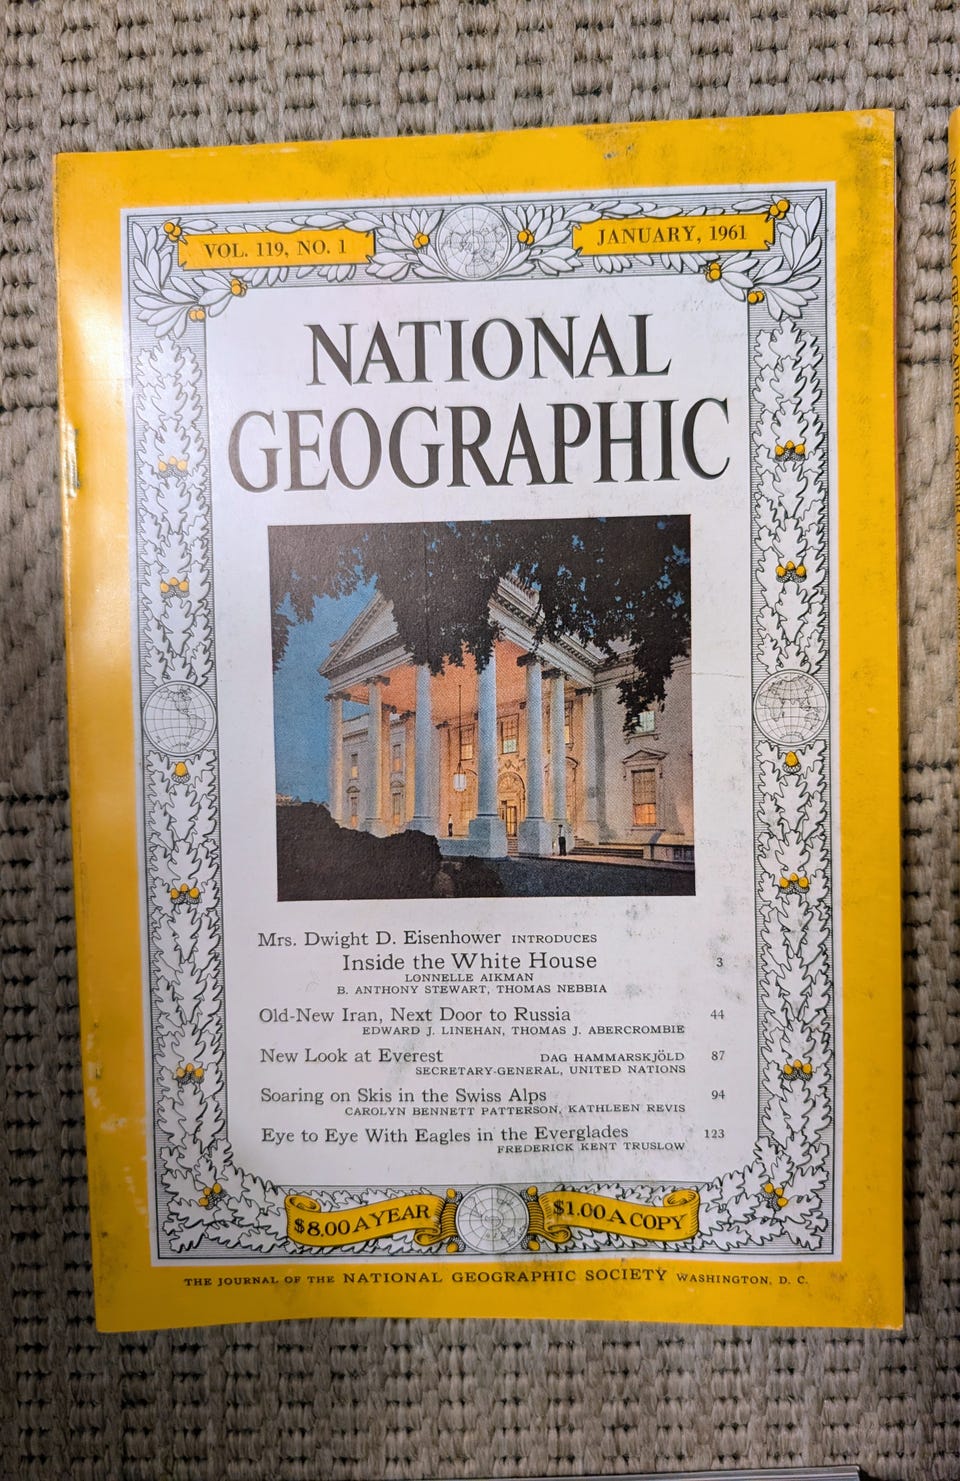 VOL. 119, NO. 1
JANUARY, 1961
NATIONAL
GEOGRAPHIC
Mrs. Dwight D. Eisenhower INTRODUCES
Inside the White House 3
LONNELLE AIKMAN
B. ANTHONY STEWART, THOMAS NEBBIA
Old-New Iran, Next Door to Russia 44
EDWARD J. LINEHAN, THOMAS J. ABERCROMBIE
New Look at Everest DAG HAMMARSKJÖLD 87
SECRETARY-GENERAL, UNITED NATIONS
Soaring on Skis in the Swiss Alps 94
CAROLYN BENNETT PATTERSON, KATHLEEN REVIS
Eye to Eye With Eagles in the Everglades 123
FREDERICK KENT TRUSLOW
$8.00 A YEAR
$1.00 A COPY
THE JOURNAL OF THE NATIONAL GEOGRAPHIC SOCIETY WASHINGTON, D. C.
NATIONAL GEOGRAPHIC